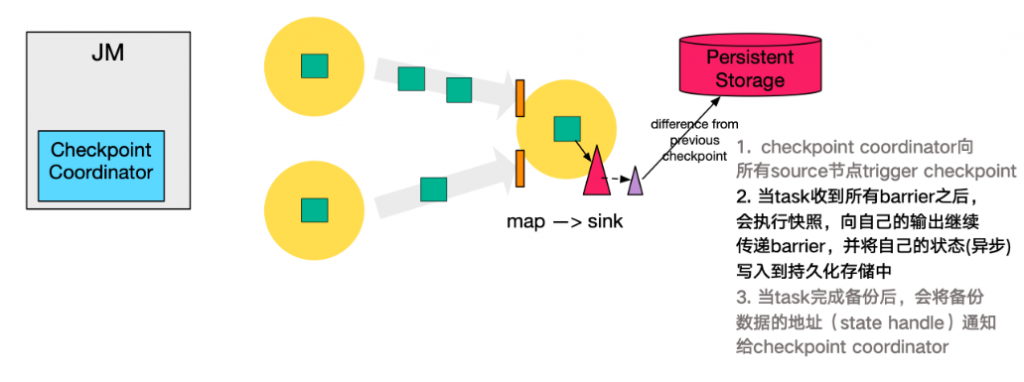 JM
Checkpoint
Coordinator
map —> sink
Persistent
Storage
difference from
previous
checkpoint
1. checkpoint coordinator向
所有source节点trigger checkpoint
2. 当task收到所有barrier之后，
会执行快照，向自己的输出继续
传递barrier，并将自己的状态(异步)
写入到持久化存储中
3. 当task完成备份后，会将备份
数据的地址（state handle）通知
给checkpoint coordinator